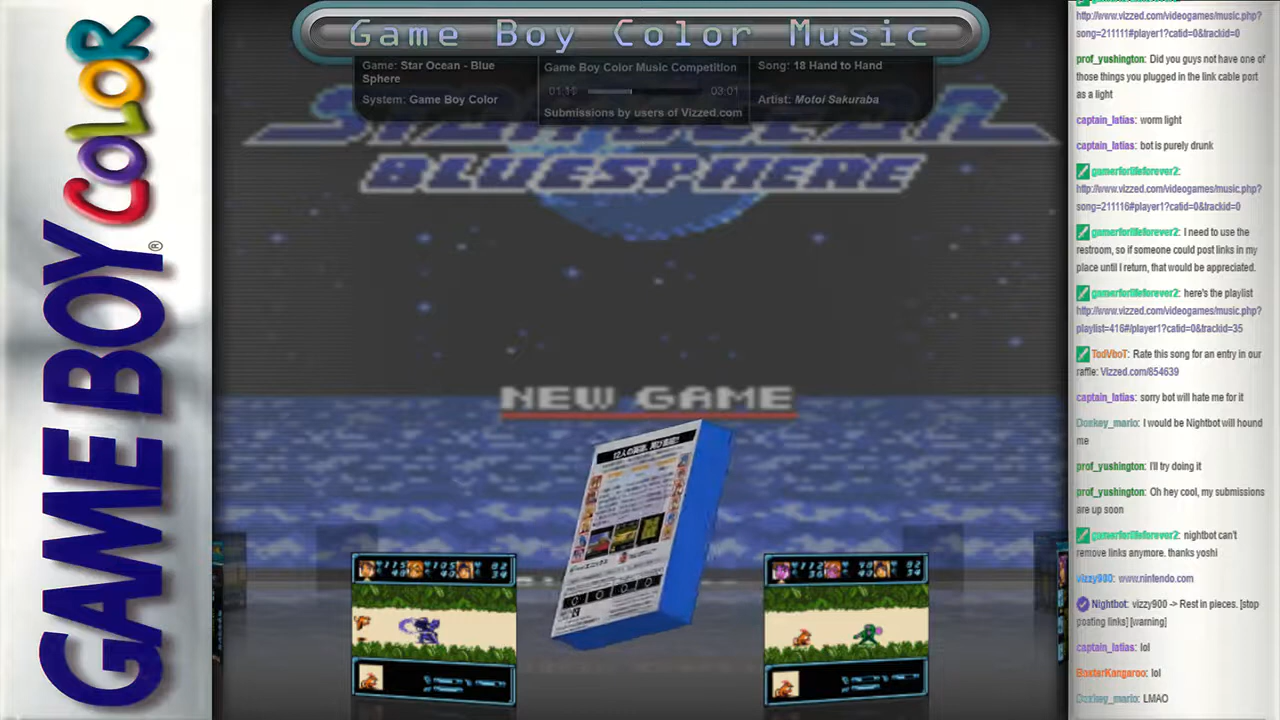 GAME BOY COLOR
®
Game Boy Color Music
Game: Star Ocean - Blue
Sphere
System: Game Boy Color
Game Boy Color Music Competition
03:01
Submissions by users of Vizzed.com
Song: 18 Hand to Hand
Artist: Motoi Sakuraba
STAR OCEAN
BLUESPHERE
NEW GAME
http://www.vizzed.com/videogames/music.php?
song=211111#player1?catid=0&trackid=0
prof_yushington: Did you guys not have one of
those things you plugged in the link cable port
as a light
captain_latias: worm light
captain_latias: bot is purely drunk
gamerforlifeforever2:
http://www.vizzed.com/videogames/music.php?
song=211116#player1?catid=0&trackid=0
gamerforlifeforever2: I need to use the
restroom, so if someone could post links in my
place until I return, that would be appreciated.
gamerforlifeforever2: here's the playlist
http://www.vizzed.com/videogames/music.php?
playlist=416#/player1?catid=0&trackid=35
TodVboT: Rate this song for an entry in our
raffle: Vizzed.com/854639
captain_latias: sorry bot will hate me for it
Donkey_mario: I would be Nightbot will hound
me
prof_yushington: I'll try doing it
prof_yushington: Oh hey cool, my submissions
are up soon
gamerforlifeforever2: nightbot can't
remove links anymore. thanks yoshi
vizzy900: www.nintendo.com
Nightbot: vizzy900 -> Rest in pieces. [stop
posting links] [warning]
captain_latias: lol
BasterKangaroo: lol
Donkey_mario: LMAO